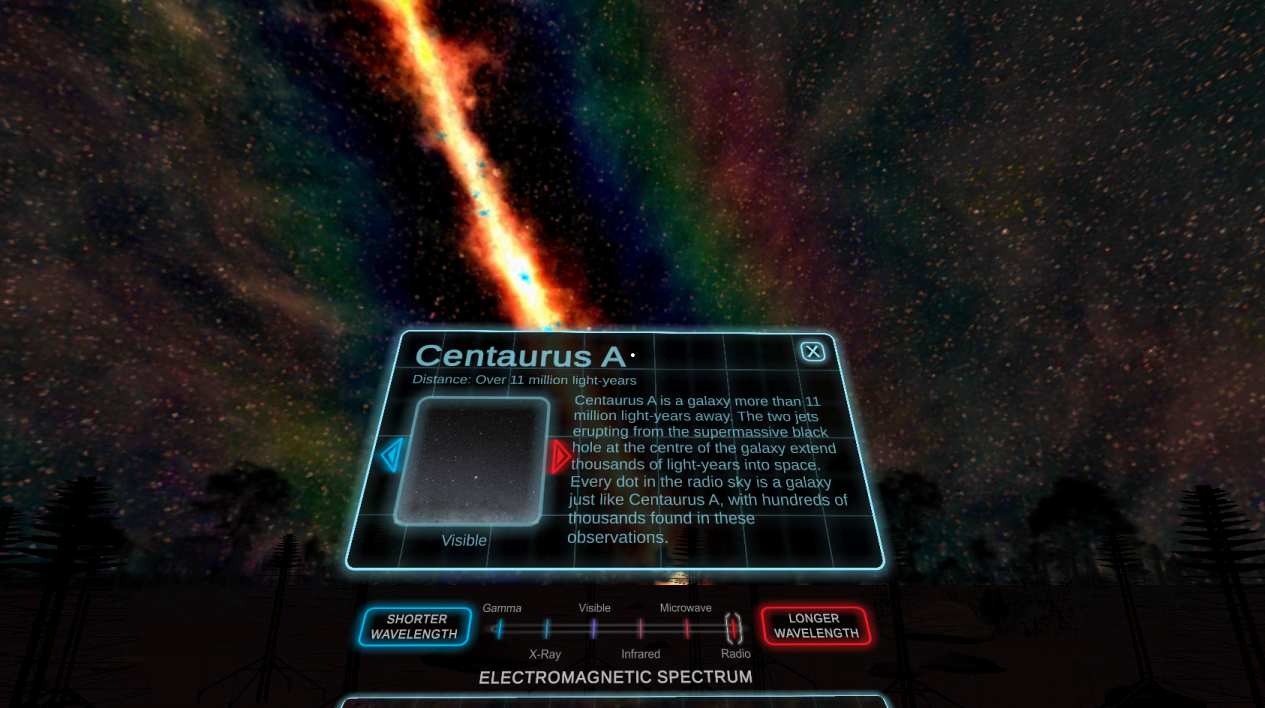 Centaurus A
X
Distance: Over 11 million light-years
Centaurus A is a galaxy more than 11
million light-years away. The two jets
erupting from the supermassive black
hole at the centre of the galaxy extend
thousands of light-years into space.
Every dot in the radio sky is a galaxy
just like Centaurus A, with hundreds of
thousands found in these
observations.
Visible
SHORTER
WAVELENGTH
Gamma
Visible
Microwave
X-Ray
Infrared
Radio
LONGER
WAVELENGTH
ELECTROMAGNETIC SPECTRUM